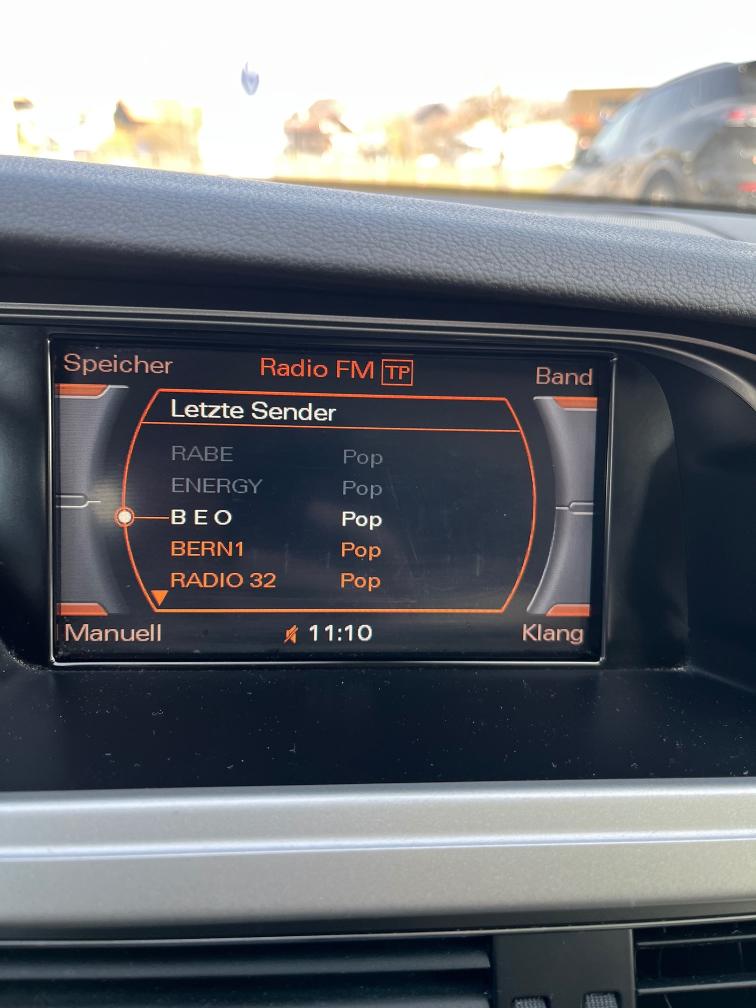 Speicher Radio FM TP Band
Letzte Sender
RABE Pop
ENERGY Pop
B E O Pop
BERN1 Pop
RADIO 32 Pop
Manuell 11:10 Klang